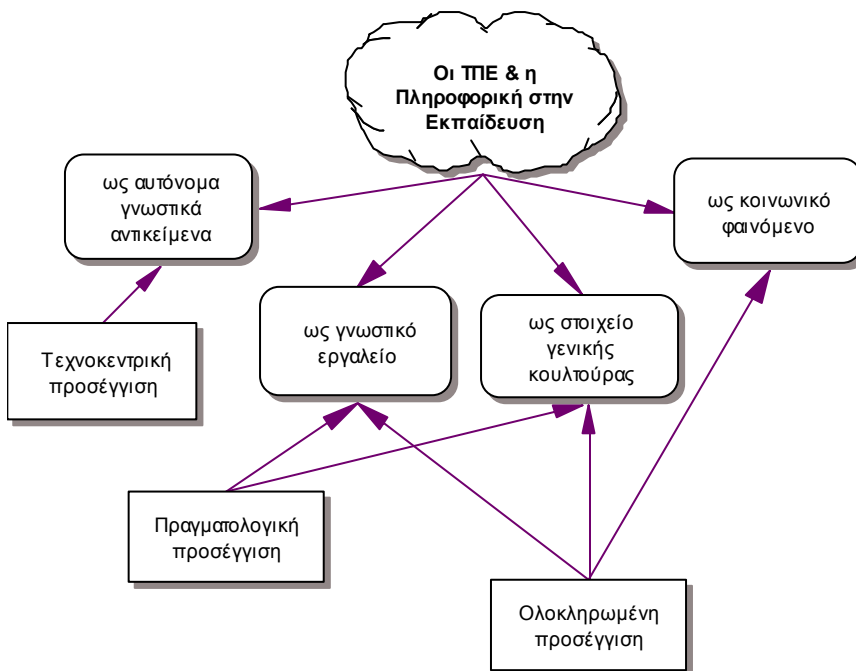 Οι ΤΠΕ & η
Πληροφορική στην
Εκπαίδευση
ως αυτόνομα
γνωστικά
αντικείμενα
ως κοινωνικό
φαινόμενο
ως γνωστικό
εργαλείο
ως στοιχείο
γενικής
κουλτούρας
Τεχνοκεντρική
προσέγγιση
Πραγματολογική
προσέγγιση
Ολοκληρωμένη
προσέγγιση